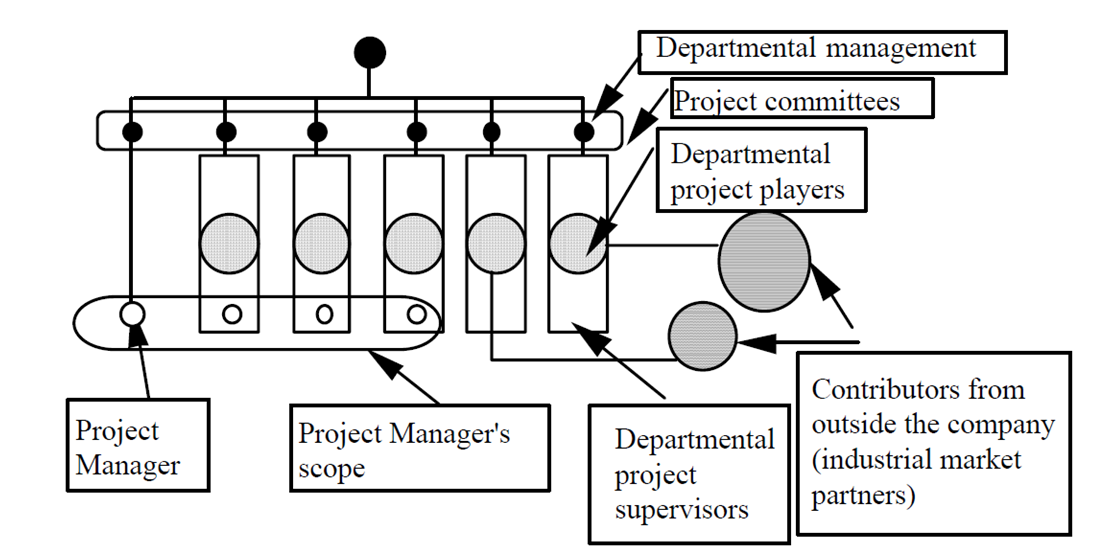 Departmental management
Project committees
Departmental
project players
Project
Manager
Project Manager's
scope
Departmental
project
supervisors
Contributors from
outside the company
(industrial market
partners)